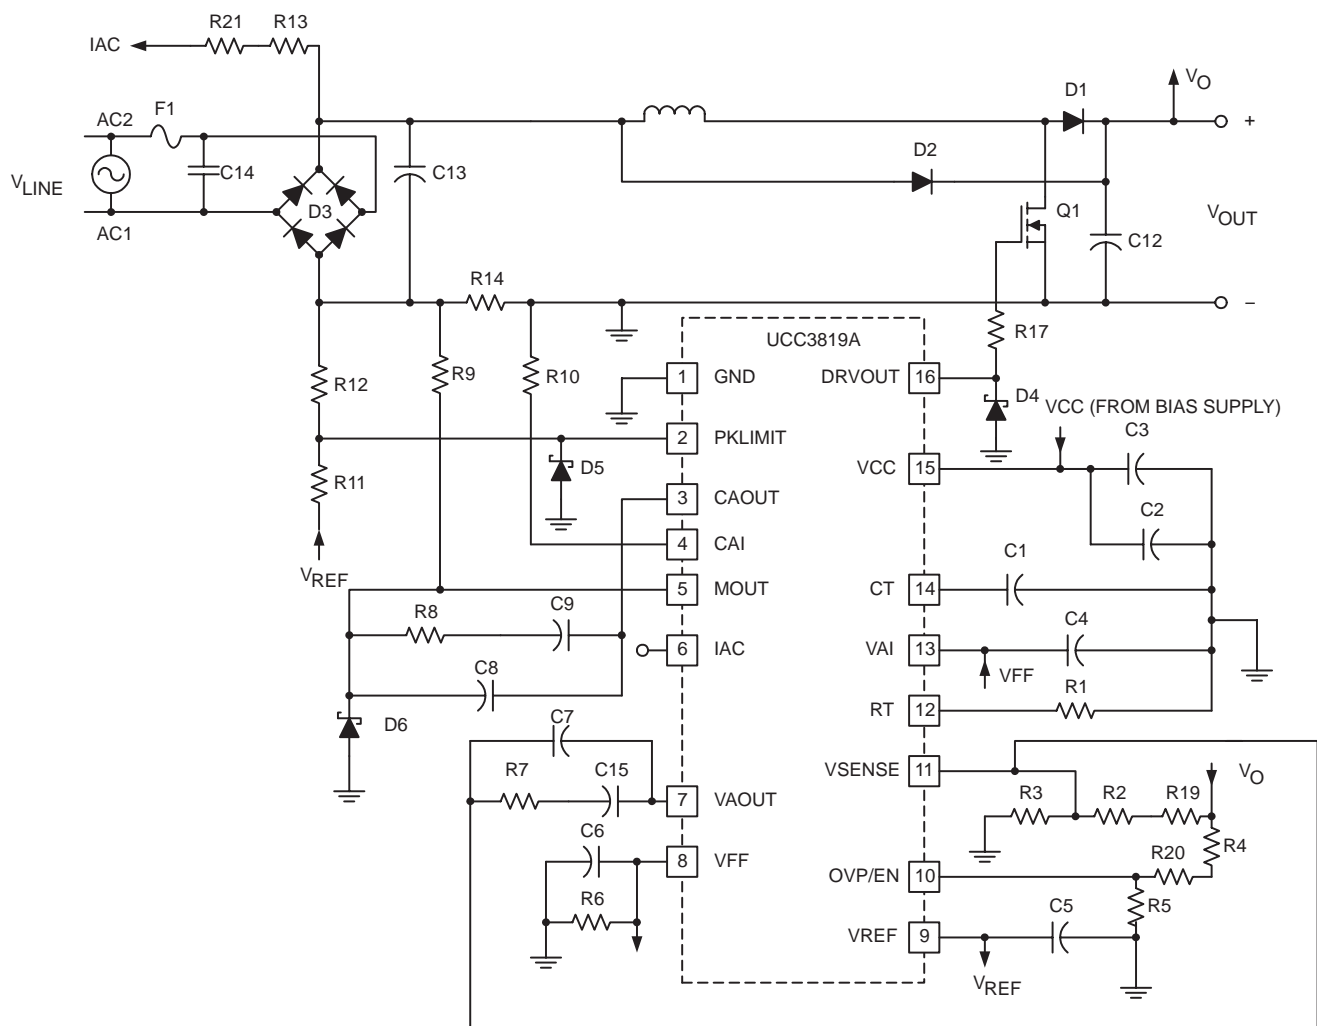 R21 R13
IAC
AC2 F1
D1 VO
+
D2
C14 C13
VLINE
D3
Q1
VOUT
C12
AC1
R14
−
UCC3819A
R17
R12 R9 R10
1 GND DRVOUT 16
D4
VCC (FROM BIAS SUPPLY)
2 PKLIMIT
C3
D5
VCC 15
R11
3 CAOUT
C2
4 CAI
C1
VREF
5 MOUT CT 14
R8 C9
C4
6 IAC VAI 13
C8
VFF
R1
D6
RT 12
C7
VSENSE 11
R7 C15
VO
R3 R2 R19
7 VAOUT
C6
R20 R4
8 VFF
OVP/EN 10
R6
R5
C5
VREF 9
VREF